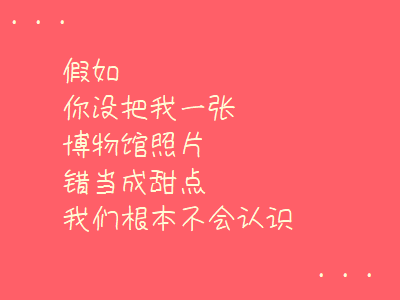 . . .
假如
你没把我一张
博物馆照片
错当成甜点
我们根本不会认识
. . .